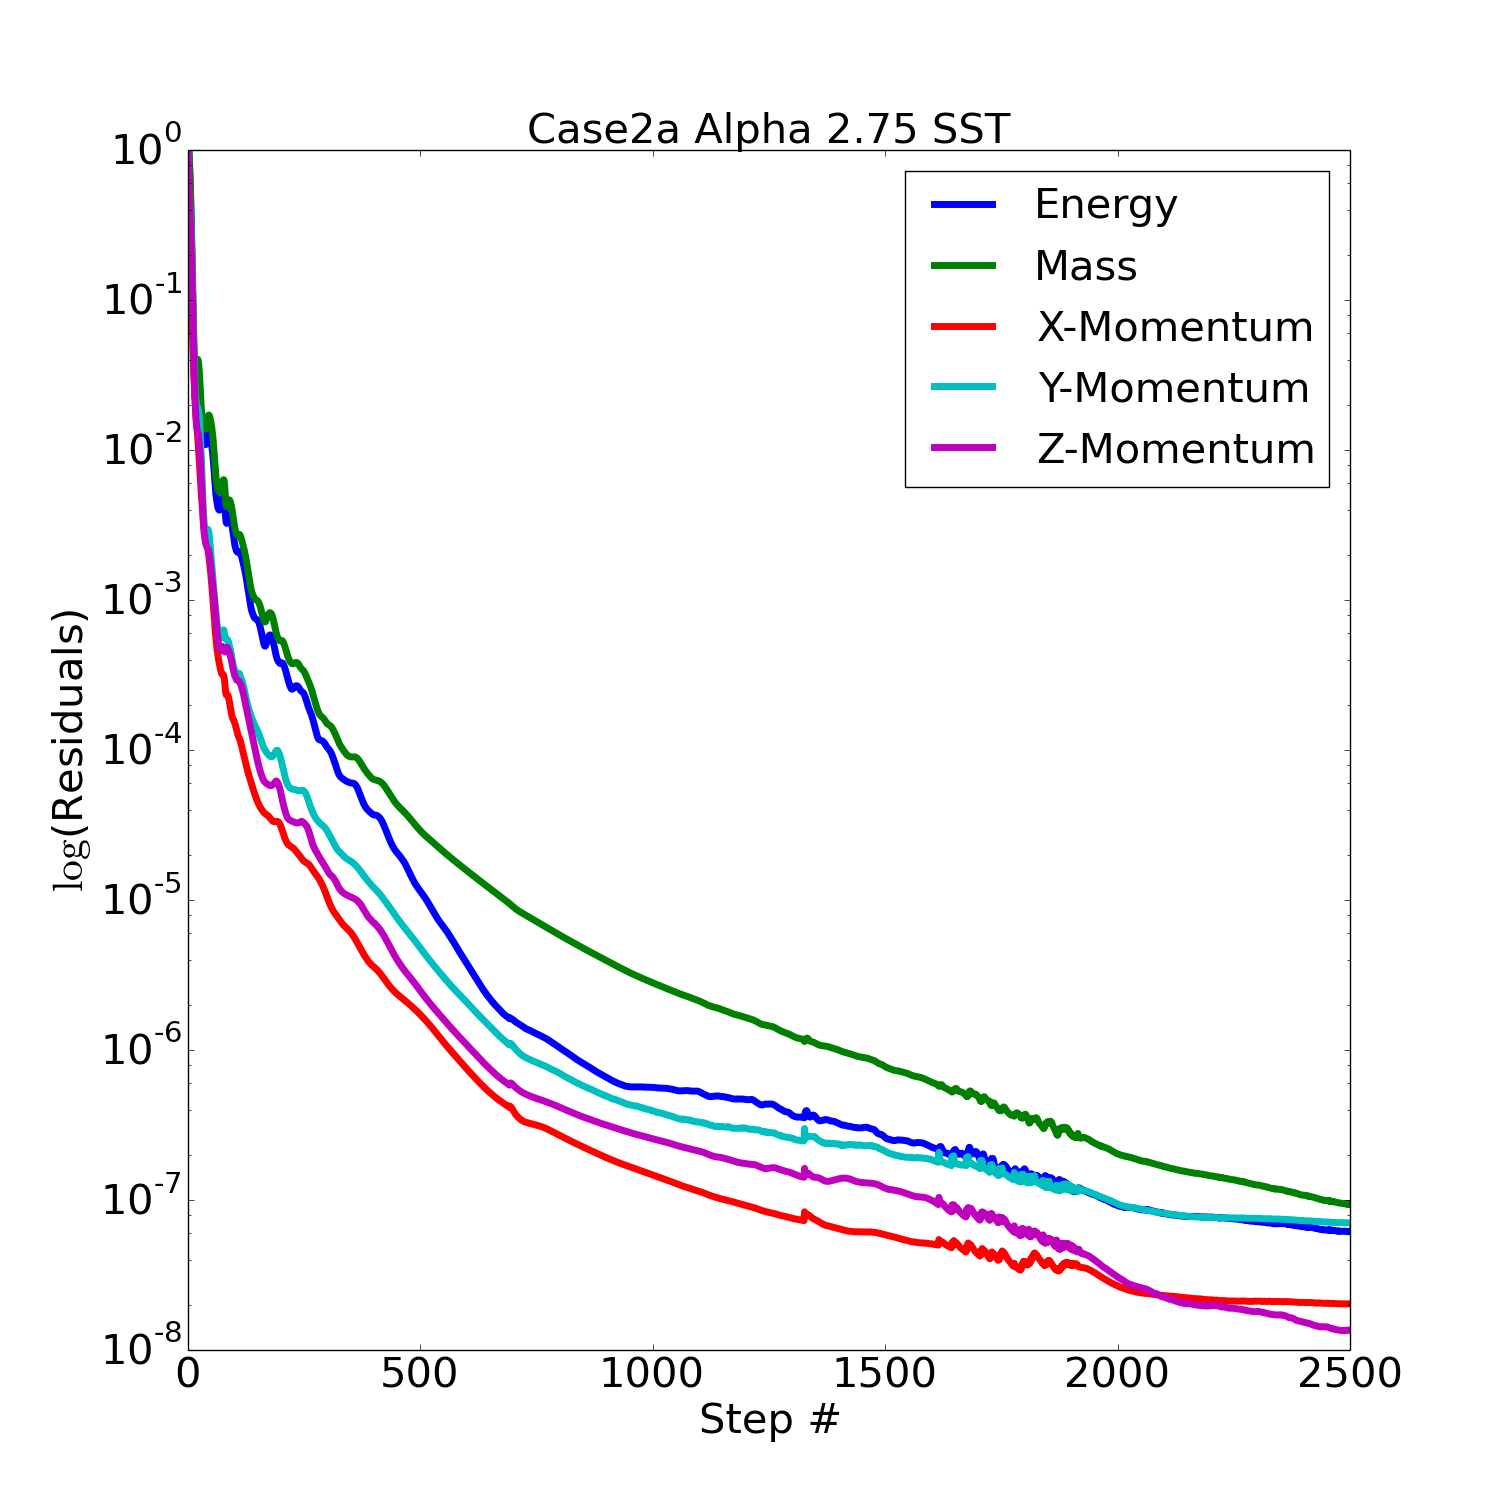 Case2a Alpha 2.75 SST
10^0
10^-1
10^-2
10^-3
10^-4
10^-5
10^-6
10^-7
10^-8
log(Residuals)
Energy
Mass
X-Momentum
Y-Momentum
Z-Momentum
0 500 1000 1500 2000 2500
Step #